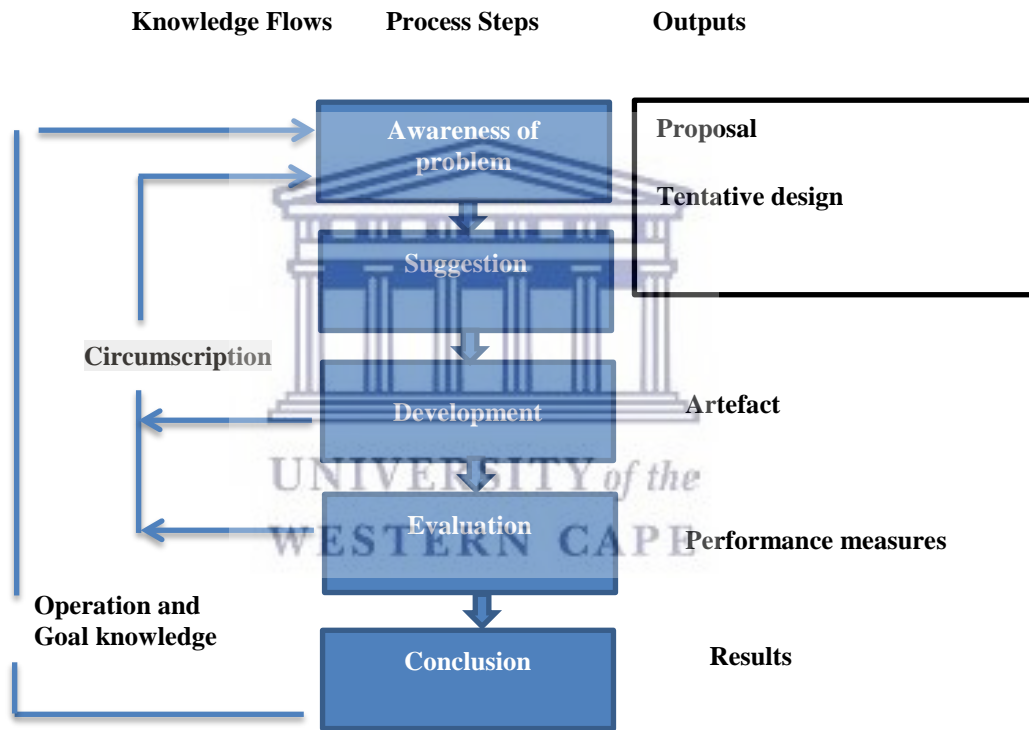 Knowledge Flows Process Steps Outputs
Awareness of
problem
Proposal
Tentative design
Suggestion
Circumscription
Development
Artefact
UNIVERSITY of the
Evaluation
WESTERN CAPE
Performance measures
Operation and
Goal knowledge
Conclusion
Results